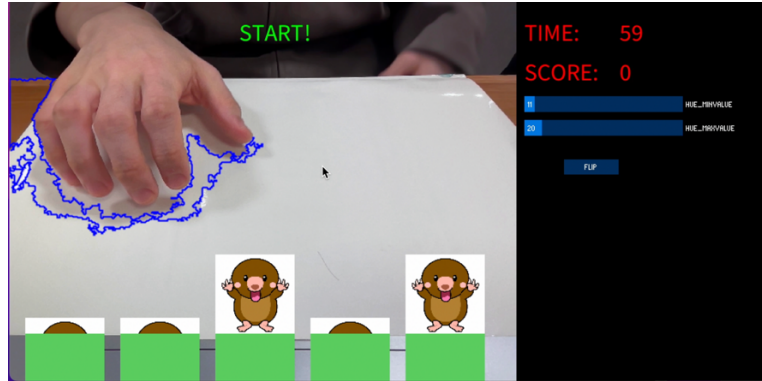 START!
TIME: 59
SCORE: 0
11 HUE_MINVALUE
20 HUE_MAXVALUE
FLIP